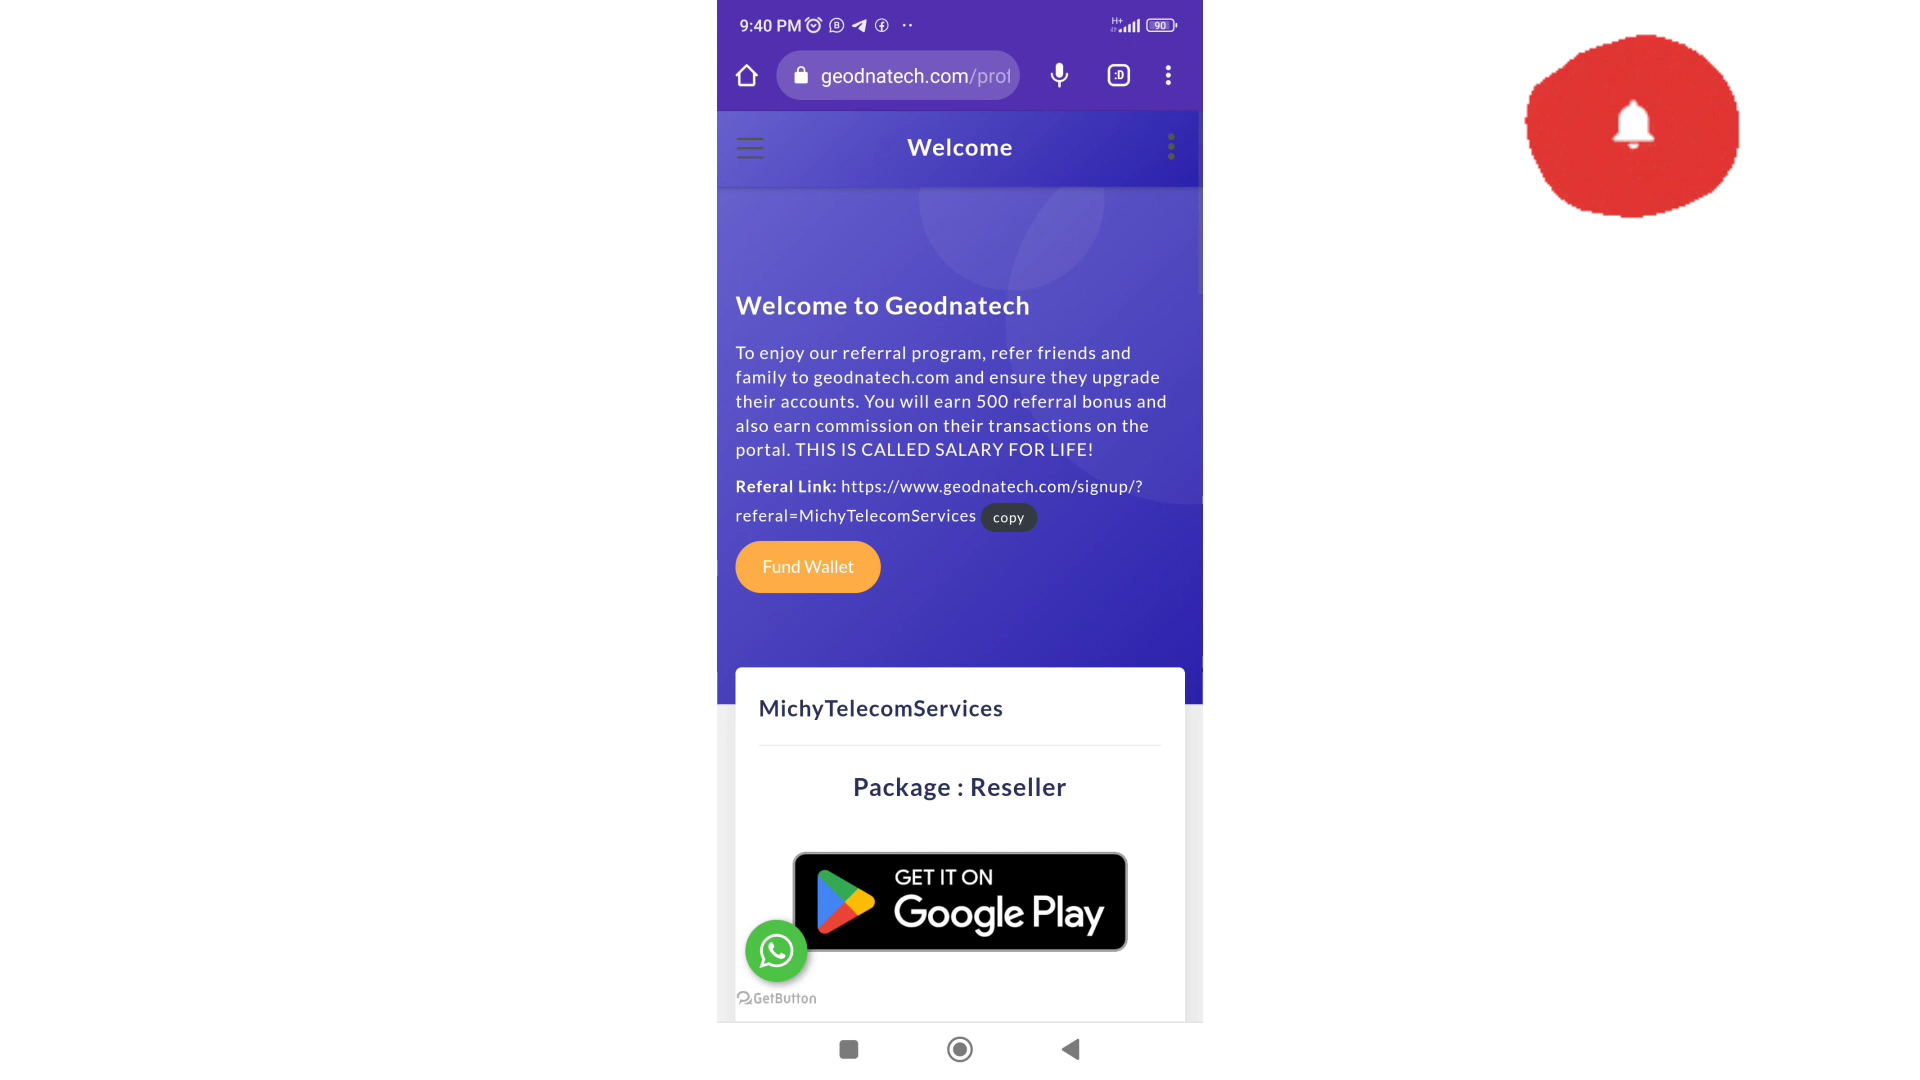 9:40 PM
H+
90
geodnatech.com/prof
:D
Welcome
Welcome to Geodnatech
To enjoy our referral program, refer friends and
family to geodnatech.com and ensure they upgrade
their accounts. You will earn 500 referral bonus and
also earn commission on their transactions on the
portal. THIS IS CALLED SALARY FOR LIFE!
Referal Link: https://www.geodnatech.com/signup/?
referal=MichyTelecomServices copy
Fund Wallet
MichyTelecomServices
Package : Reseller
GET IT ON
Google Play
GetButton